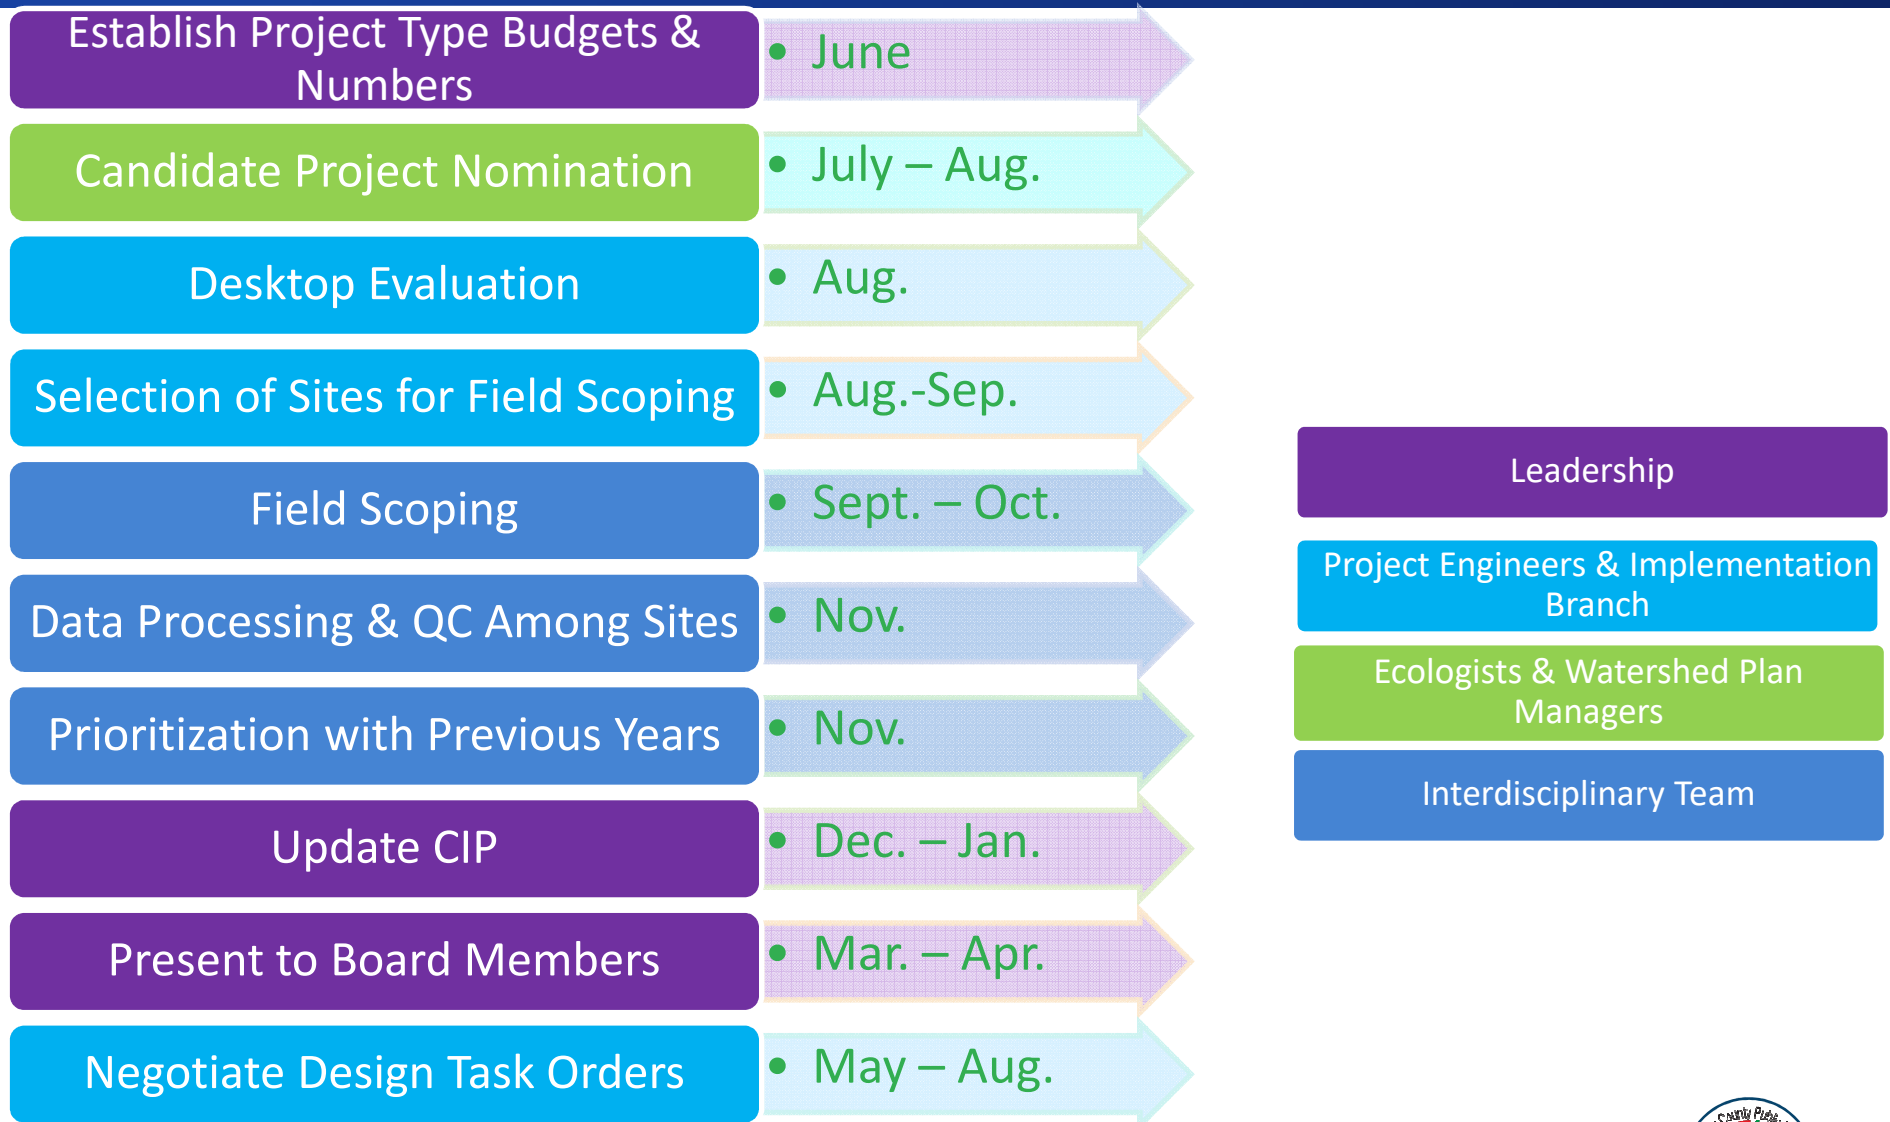 Establish Project Type Budgets &
Numbers
• June
Candidate Project Nomination
• July – Aug.
Desktop Evaluation
• Aug.
Selection of Sites for Field Scoping
• Aug.-Sep.
Field Scoping
• Sept. – Oct.
Data Processing & QC Among Sites
• Nov.
Prioritization with Previous Years
• Nov.
Update CIP
• Dec. – Jan.
Present to Board Members
• Mar. – Apr.
Negotiate Design Task Orders
• May – Aug.
Leadership
Project Engineers & Implementation
Branch
Ecologists & Watershed Plan
Managers
Interdisciplinary Team
County